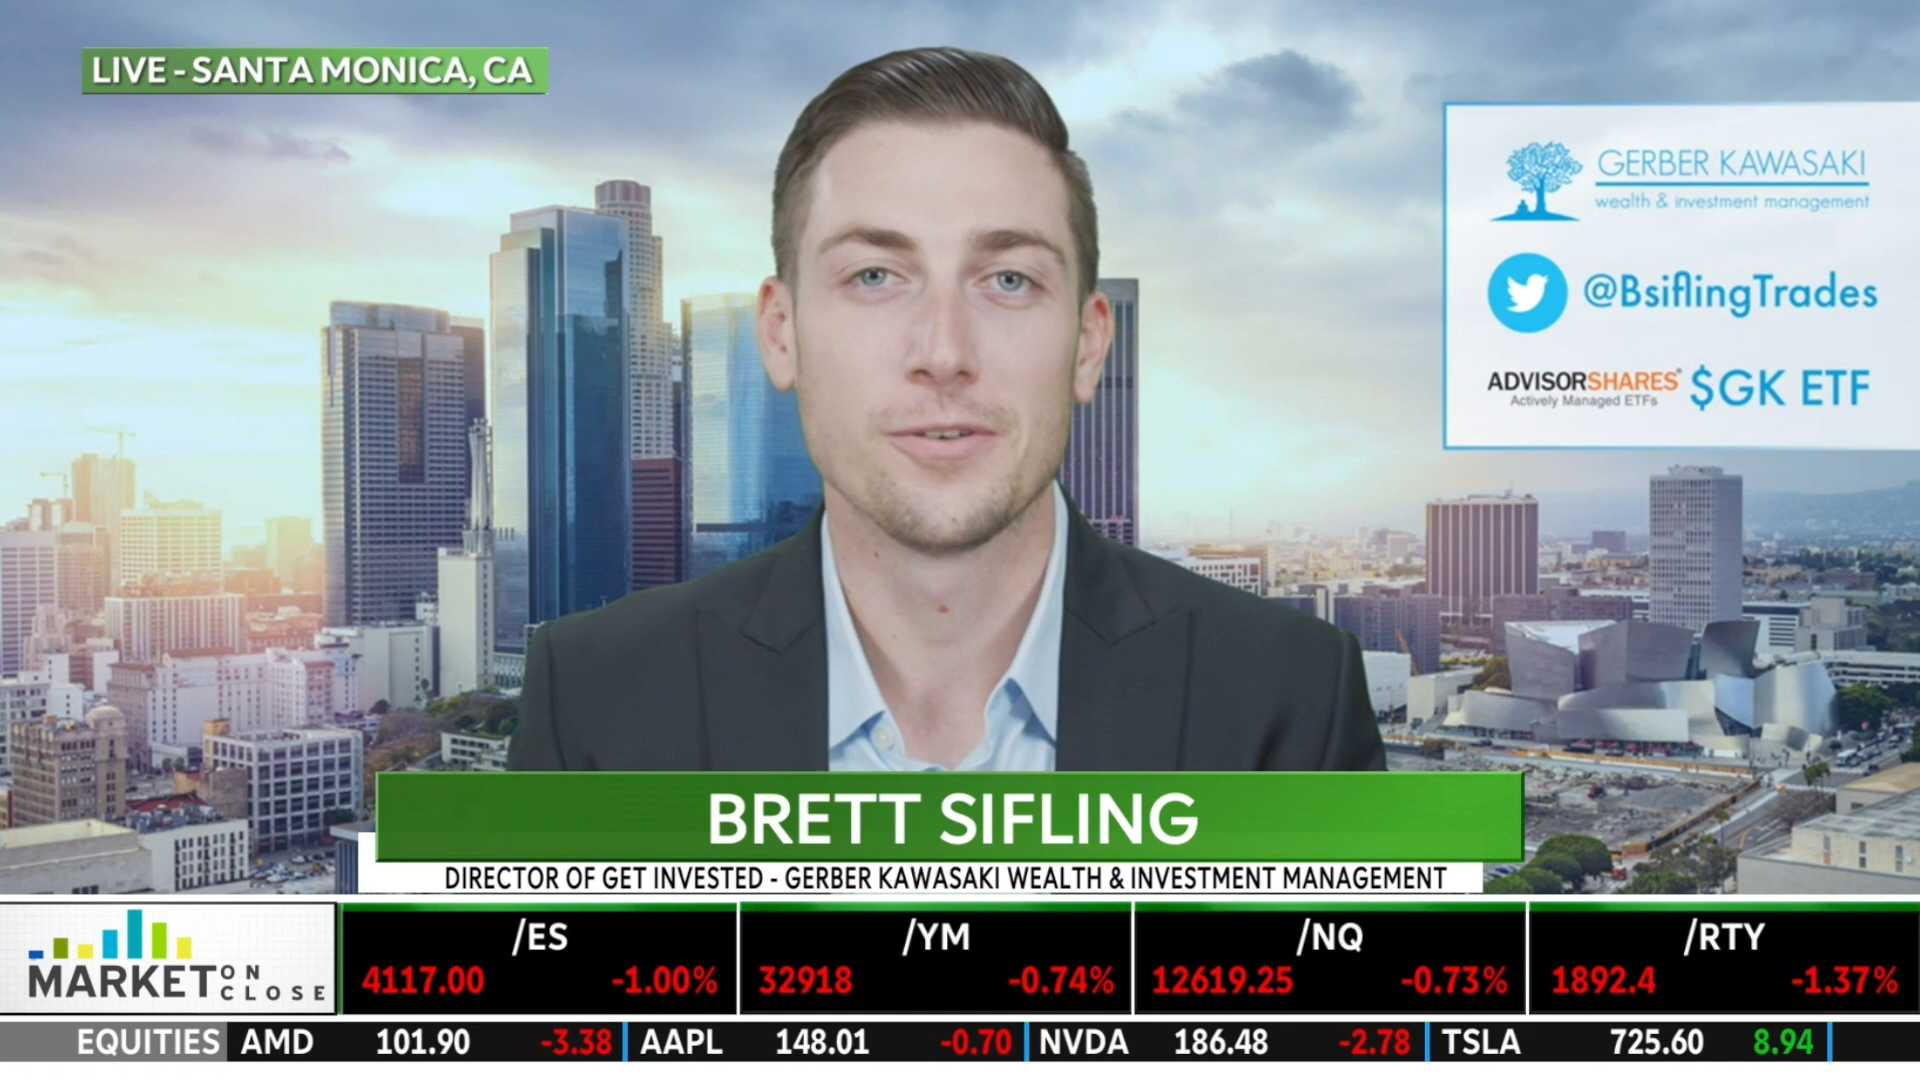 LIVE - SANTA MONICA, CA
GERBER KAWASAKI
wealth & investment management
@BsiflingTrades
ADVISORSHARES®
Actively Managed ETFs
$GK ETF
BRETT SIFLING
DIRECTOR OF GET INVESTED - GERBER KAWASAKI WEALTH & INVESTMENT MANAGEMENT
MARKET ON CLOSE
/ES
4117.00 -1.00%
/YM
32918 -0.74%
/NQ
12619.25 -0.73%
/RTY
1892.4 -1.37%
EQUITIES AMD 101.90 -3.38 AAPL 148.01 -0.70 NVDA 186.48 -2.78 TSLA 725.60 8.94